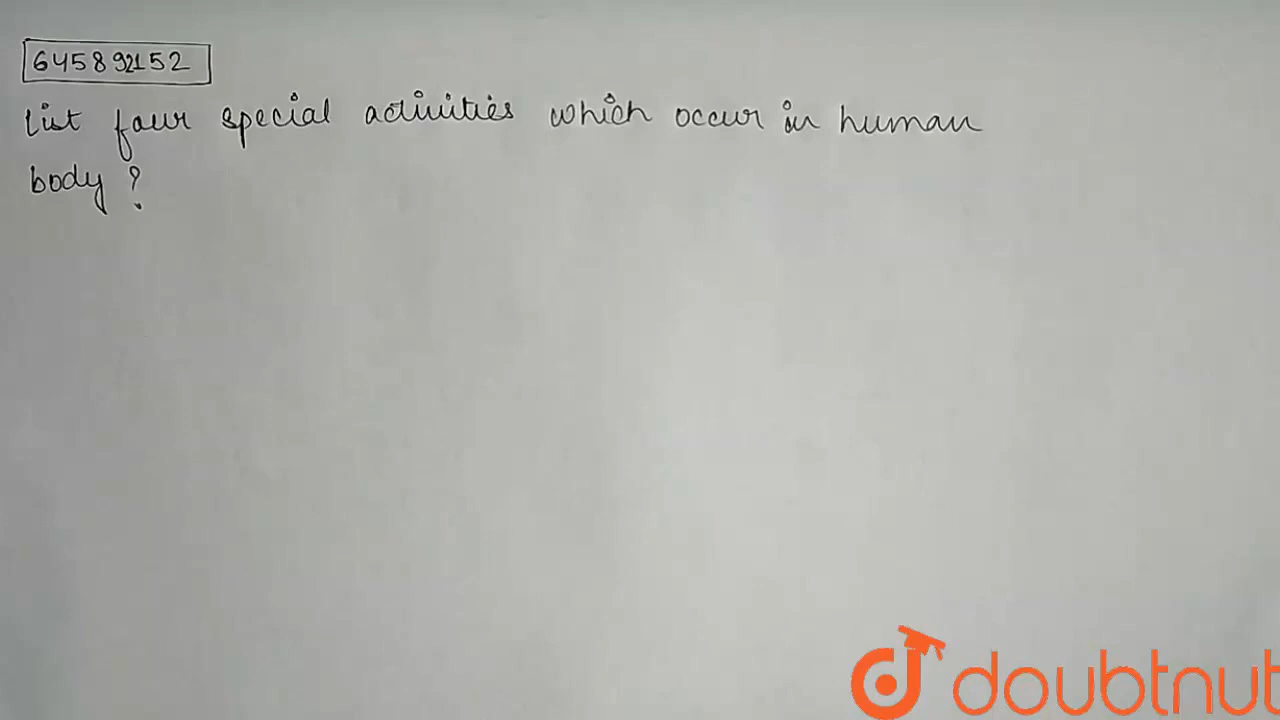 645892152
List four special activities which occur in human
body ?
doubtnut